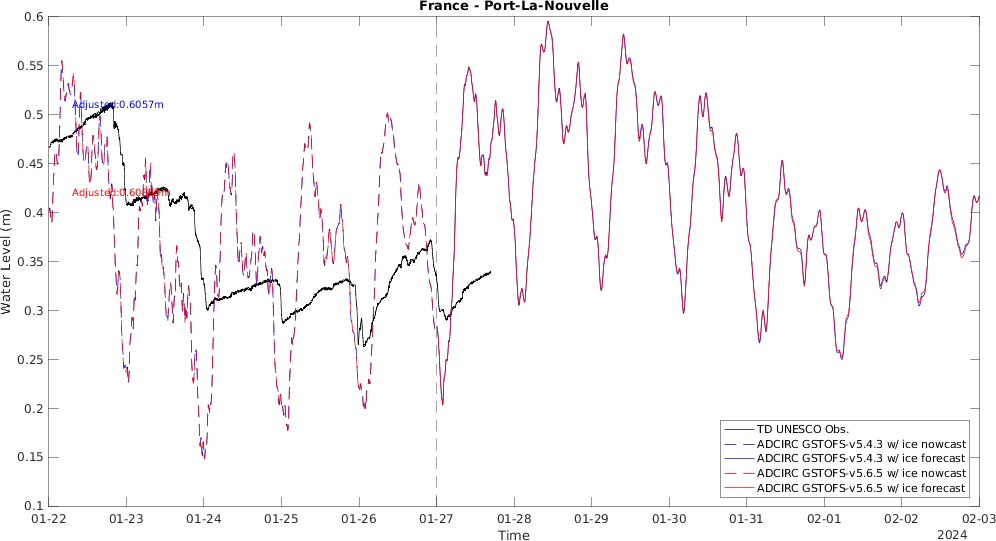 France - Port-La-Nouvelle
0.6
0.55
0.5
0.45
0.4
0.35
0.3
0.25
0.2
0.15
0.1
Water Level (m)
Adjusted:0.6057m
TD UNESCO Obs.
ADCIRC GSTOFS-v5.4.3 w/ ice nowcast
ADCIRC GSTOFS-v5.4.3 w/ ice forecast
ADCIRC GSTOFS-v5.6.5 w/ ice nowcast
ADCIRC GSTOFS-v5.6.5 w/ ice forecast
01-22 01-23 01-24 01-25 01-26 01-27 01-28 01-29 01-30 01-31 02-01 02-02 02-03
Time
2024